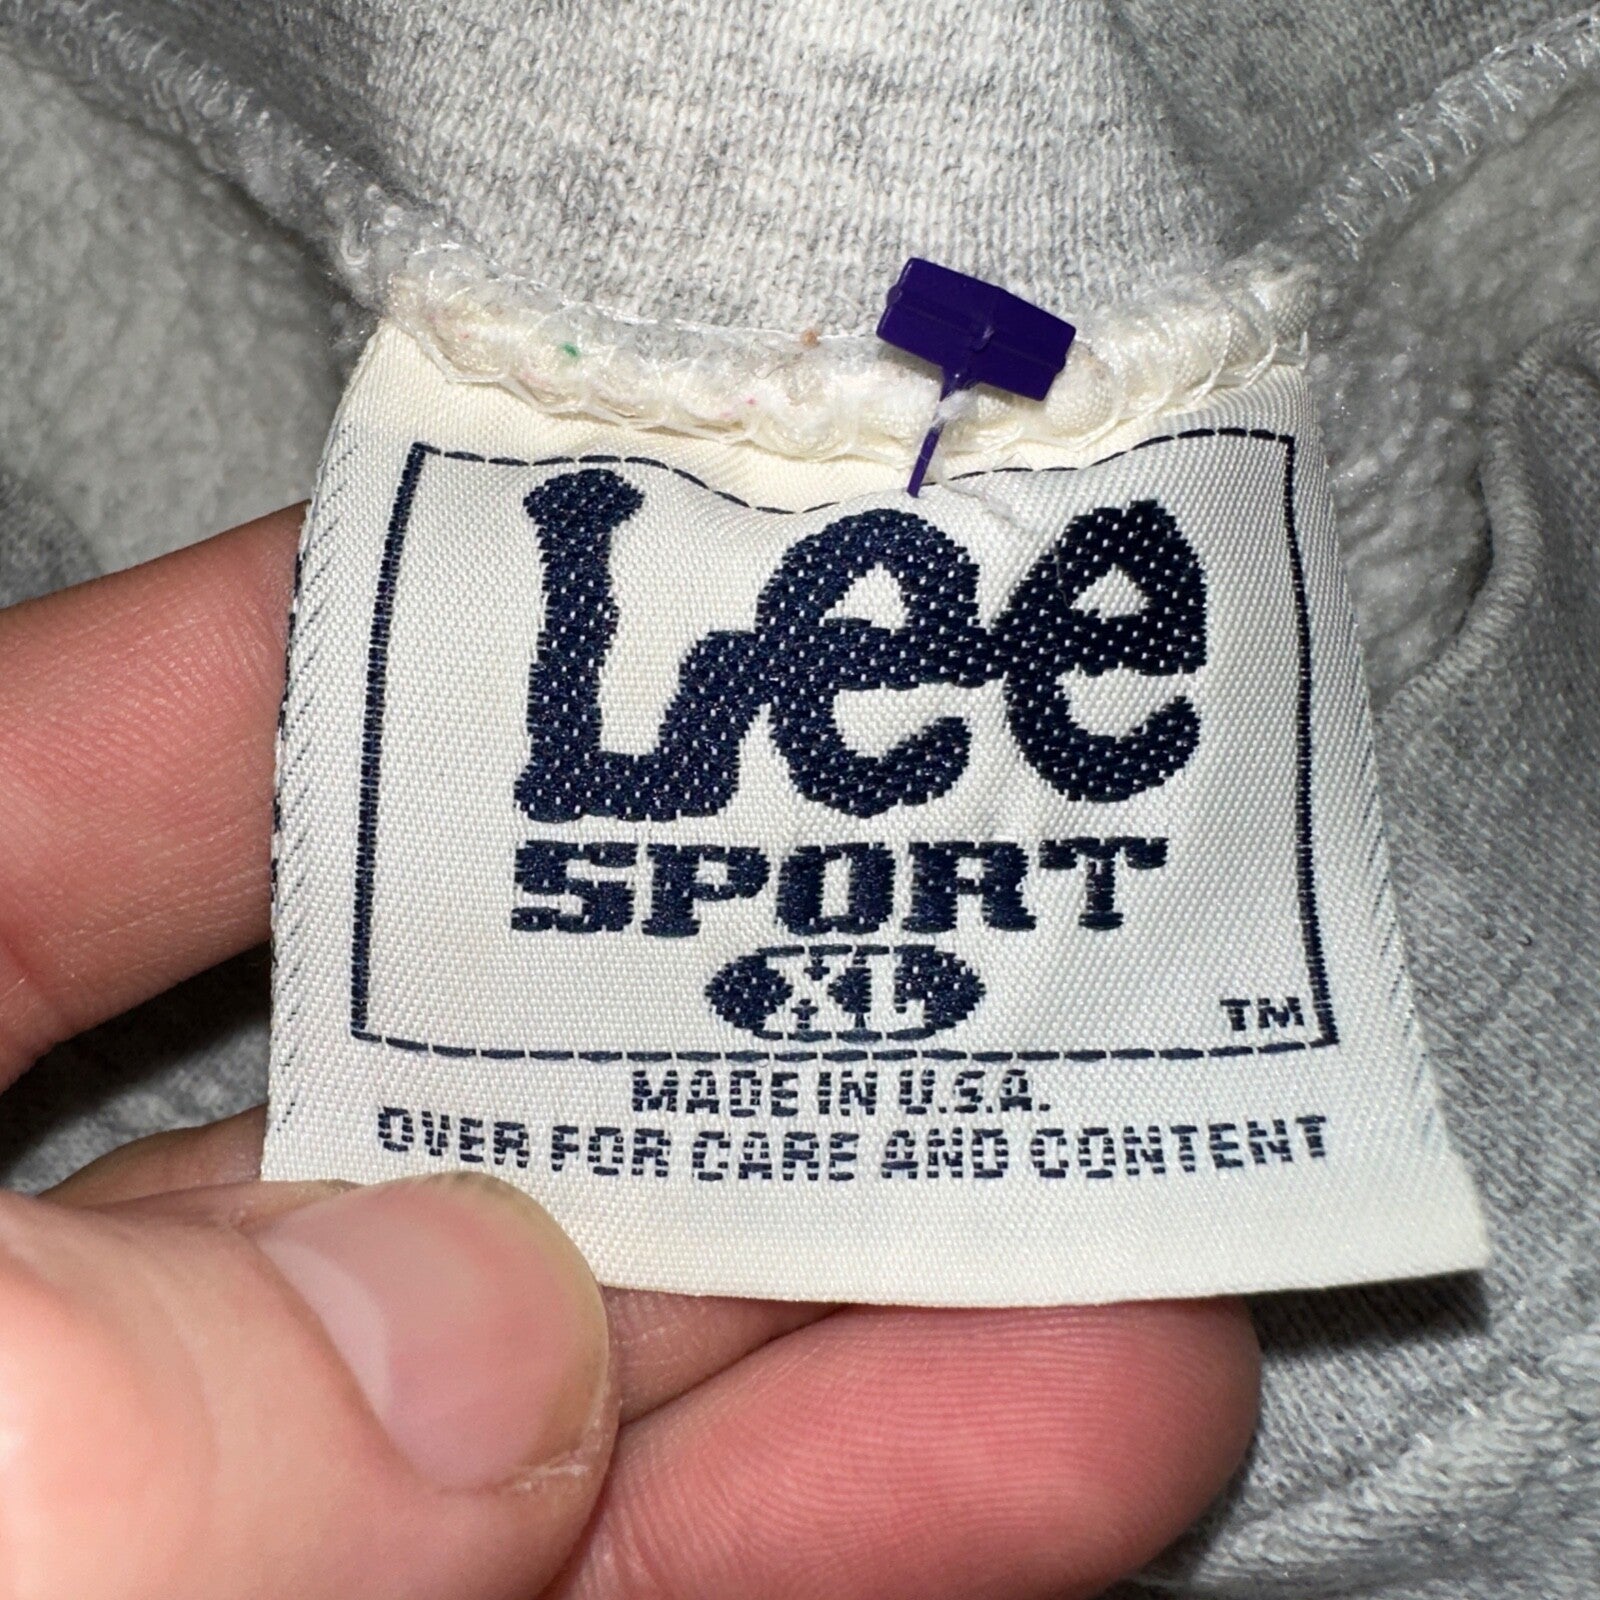 Lee
SPORT
XL
TM
MADE IN U.S.A.
OVER FOR CARE AND CONTENT